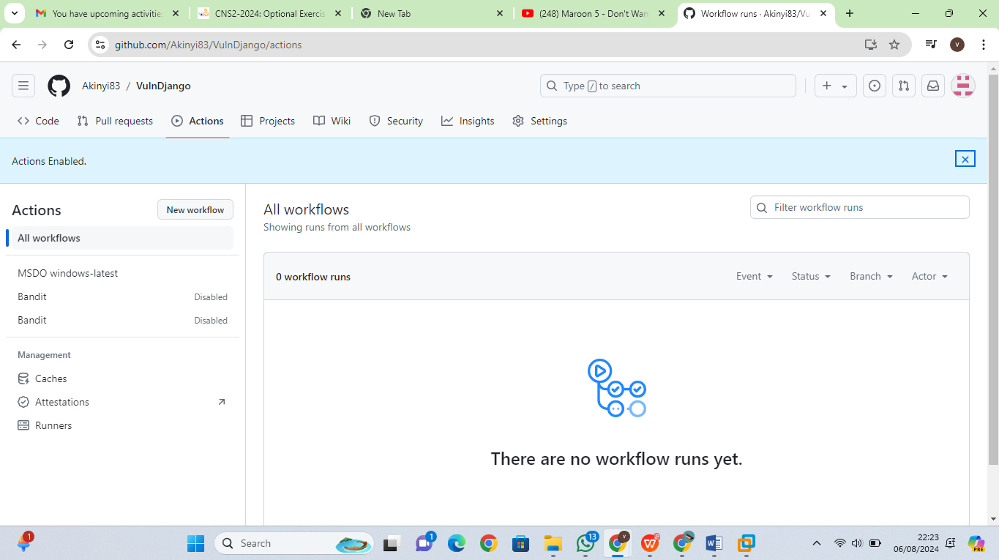 You have upcoming activitie
CNS2-2024: Optional Exercis
New Tab
(248) Maroon 5 - Don't Wan
Workflow runs · Akinyi83/Vu
github.com/Akinyi83/VulnDjango/actions
V
Akinyi83 / VulnDjango
Type / to search
Code
Pull requests
Actions
Projects
Wiki
Security
Insights
Settings
Actions Enabled.
Actions
New workflow
All workflows
MSDO windows-latest
Bandit Disabled
Bandit Disabled
Management
Caches
Attestations
Runners
All workflows
Showing runs from all workflows
Filter workflow runs
0 workflow runs
Event
Status
Branch
Actor
There are no workflow runs yet.
1
Search
1
13
V
22:23
06/08/2024
PRE